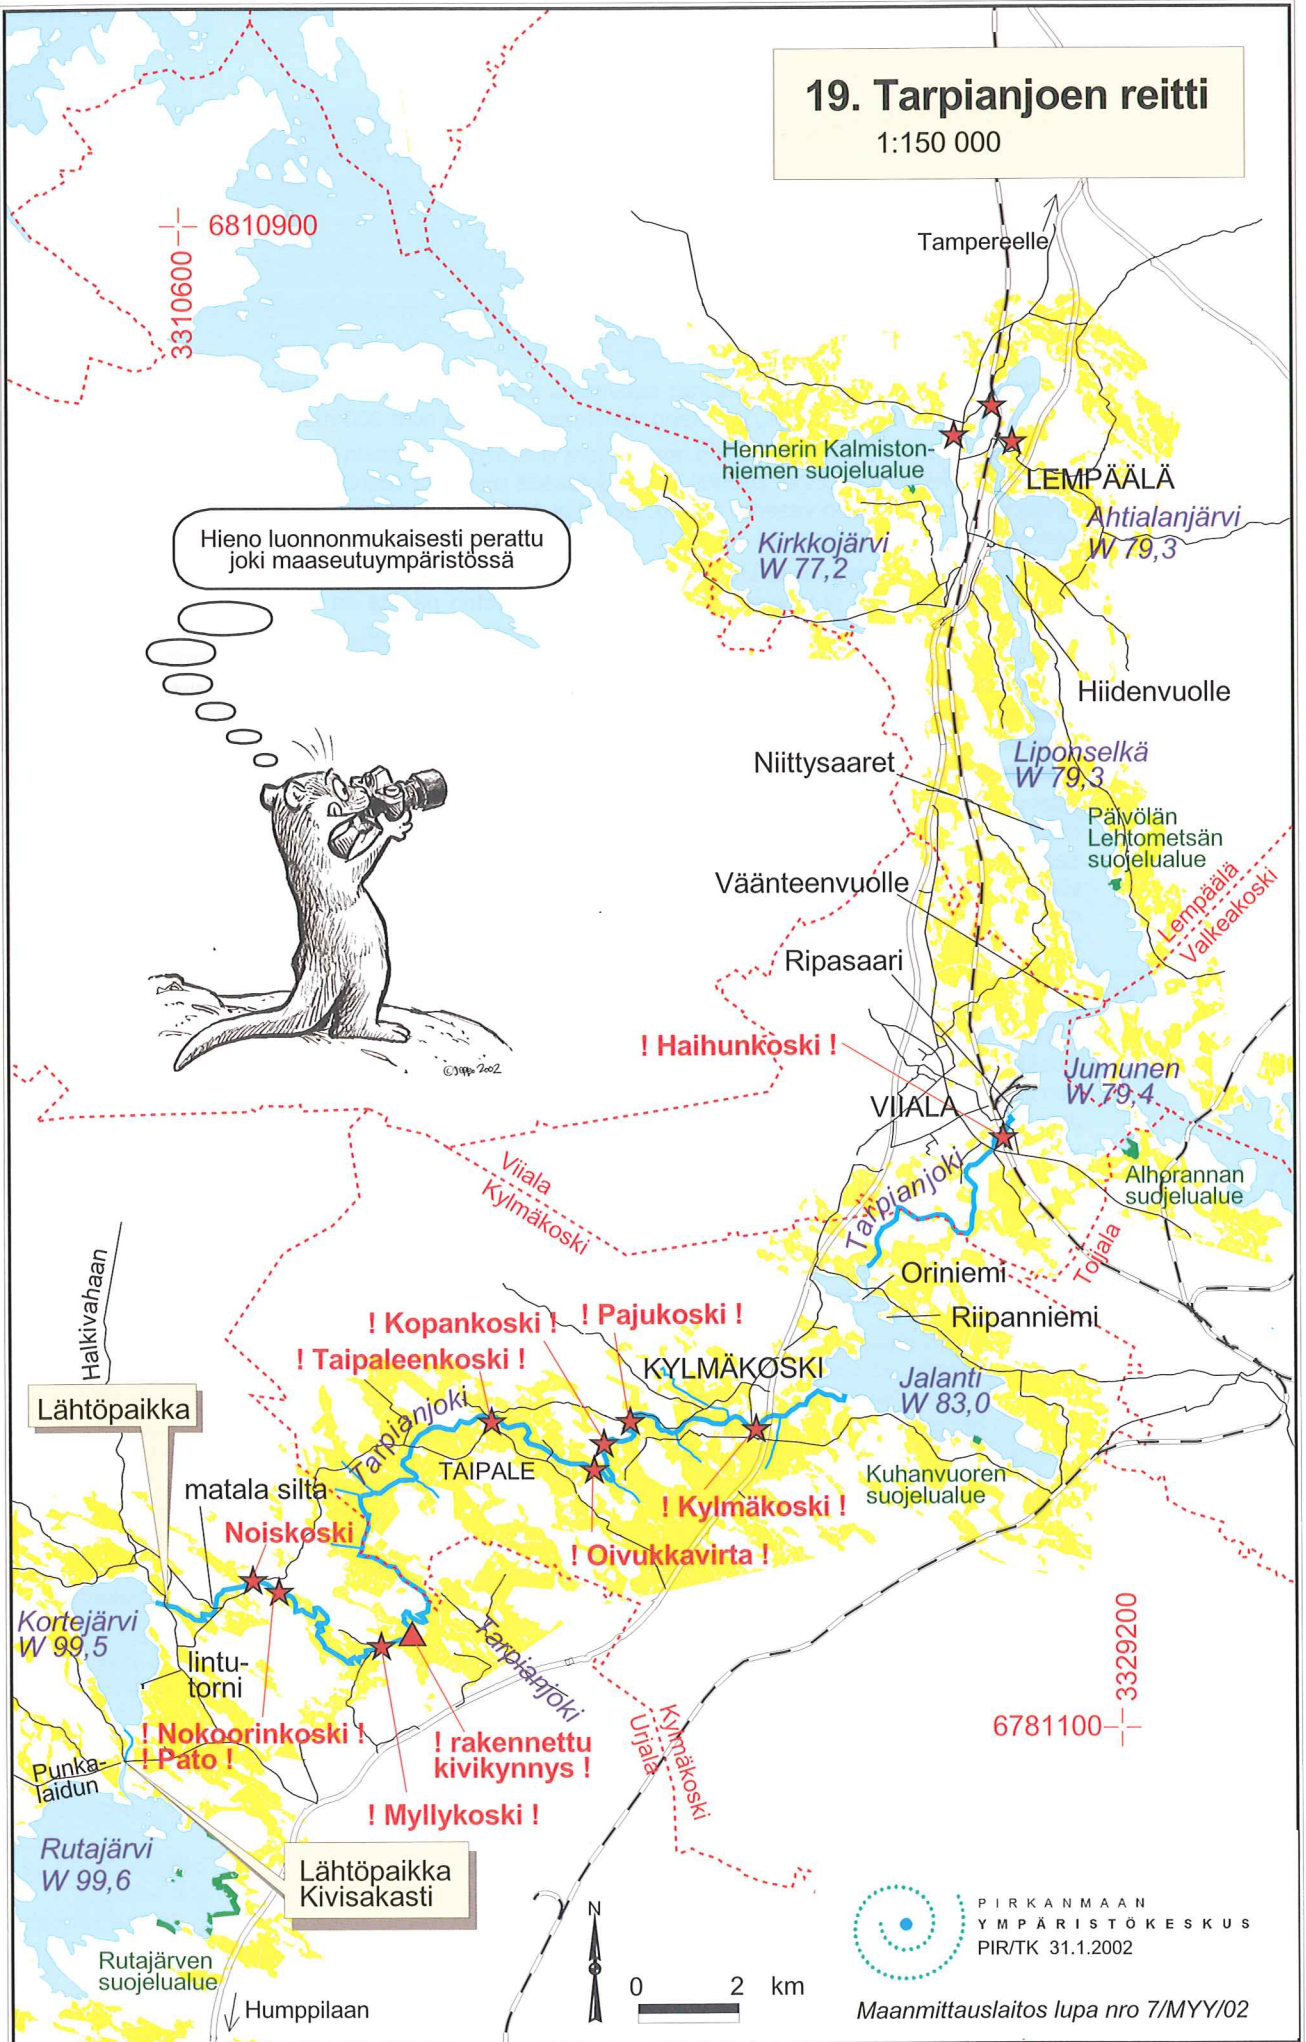 19. Tarpianjoen reitti
1:150 000
6810900
3310600
Tampereelle
Hennerin Kalmiston-
niemen suojelualue
LEMPÄÄLÄ
Ahtialanjärvi
W 79,3
Kirkkojärvi
W 77,2
Hieno luonnonmukaisesti perattu
joki maaseutuympäristössä
Hiidenvuolle
Niittysaaret
Liponselkä
W 79,3
Päivölän
Lehtometsän
suojelualue
Väänteenvuolle
Lempäälä
Valkeakoski
Ripasaari
! Haihunkoski !
©Seppo 2002
Jumunen
W 79,4
VIIALA
Tarpianjoki
Alhorannan
suojelualue
Viiala
Kylmäkoski
Toijala
Halkivahaan
Oriniemi
Riipanniemi
! Kopankoski !
! Pajukoski !
! Taipaleenkoski !
KYLMÄKOSKI
Jalanti
W 83,0
Lähtöpaikka
Tarpianjoki
TAIPALE
matala silta
Kuhanvuoren
suojelualue
! Kylmäkoski !
Noiskoski
! Oivukkavirta !
Kortejärvi
W 99,5
lintu-
torni
Tarpianjoki
3329200
6781100
! Nokoorinkoski !
! Pato !
! rakennettu
kivikynnys !
Kylmäkoski
Urjala
Punka-
laidun
! Myllykoski !
Rutajärvi
W 99,6
Lähtöpaikka
Kivisakasti
Rutajärven
suojelualue
Humppilaan
N
0 2 km
PIRKANMAAN
YMPÄRISTÖKESKUS
PIR/TK 31.1.2002
Maanmittauslaitos lupa nro 7/MYY/02